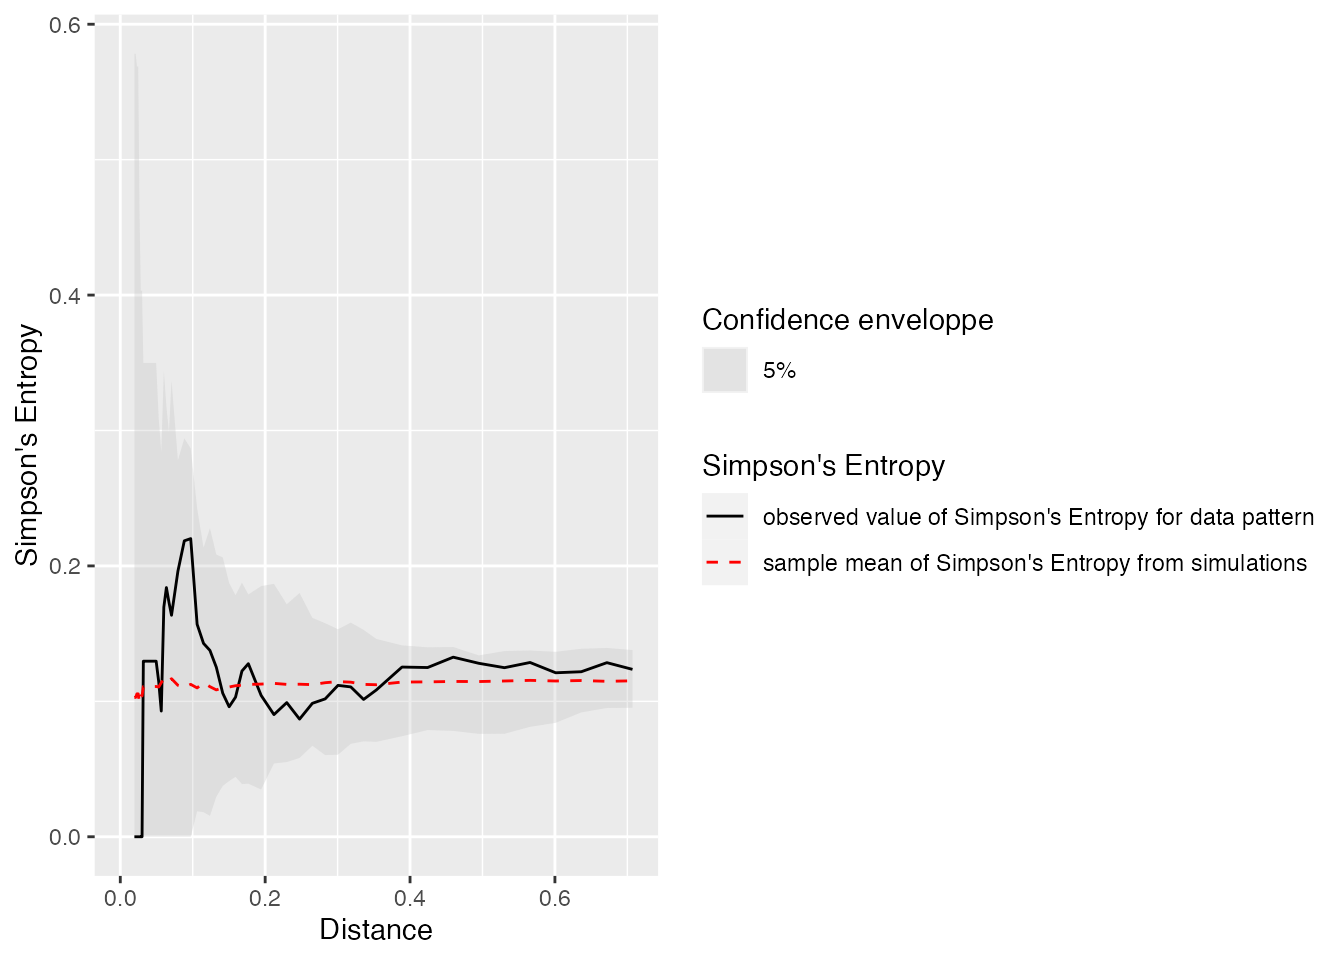 0.6
0.4
0.2
0.0
Simpson's Entropy
0.0
0.2
0.4
0.6
Distance
Confidence enveloppe
5%
Simpson's Entropy
observed value of Simpson's Entropy for data pattern
sample mean of Simpson's Entropy from simulations